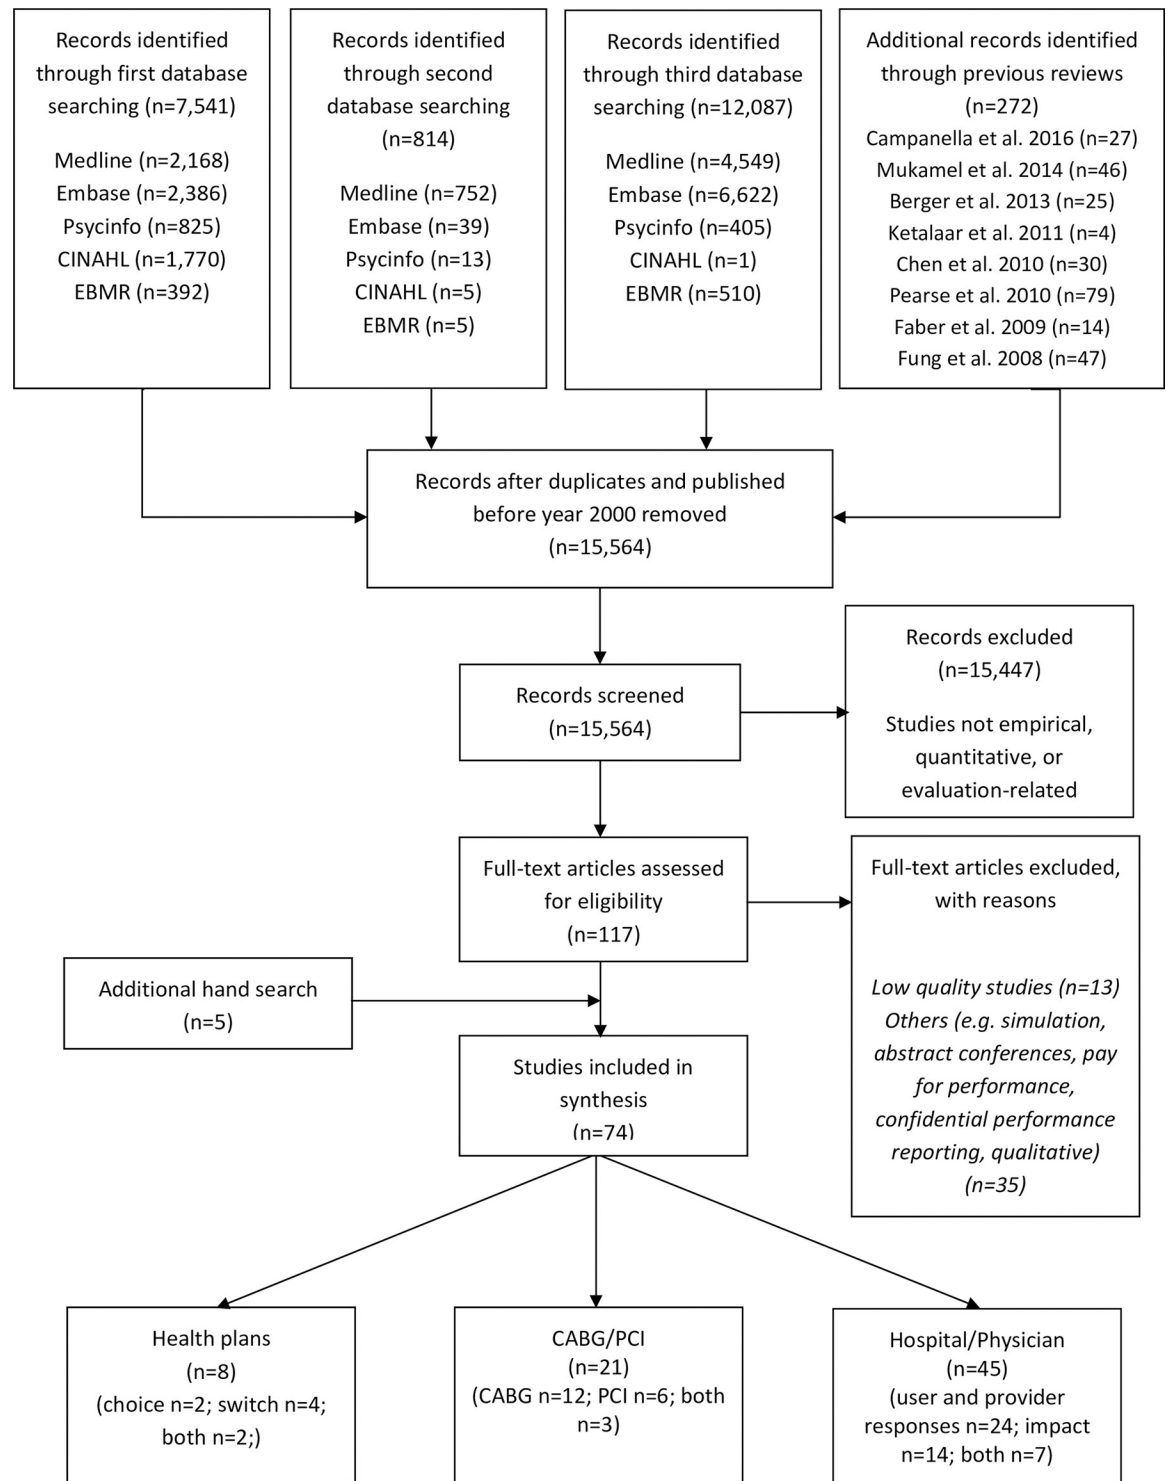 Records identified
through first database
searching (n=7,541)
Medline (n=2,168)
Embase (n=2,386)
Psycinfo (n=825)
CINAHL (n=1,770)
EBMR (n=392)
Records identified
through second
database searching
(n=814)
Medline (n=752)
Embase (n=39)
Psycinfo (n=13)
CINAHL (n=5)
EBMR (n=5)
Records identified
through third database
searching (n=12,087)
Medline (n=4,549)
Embase (n=6,622)
Psycinfo (n=405)
CINAHL (n=1)
EBMR (n=510)
Additional records identified
through previous reviews
(n=272)
Campanella et al. 2016 (n=27)
Mukamel et al. 2014 (n=46)
Berger et al. 2013 (n=25)
Ketalaar et al. 2011 (n=4)
Chen et al. 2010 (n=30)
Pearse et al. 2010 (n=79)
Faber et al. 2009 (n=14)
Fung et al. 2008 (n=47)
Records after duplicates and published
before year 2000 removed
(n=15,564)
Records screened
(n=15,564)
Records excluded
(n=15,447)
Studies not empirical,
quantitative, or
evaluation-related
Full-text articles assessed
for eligibility
(n=117)
Full-text articles excluded,
with reasons
Low quality studies (n=13)
Others (e.g. simulation,
abstract conferences, pay
for performance,
confidential performance
reporting, qualitative)
(n=35)
Additional hand search
(n=5)
Studies included in
synthesis
(n=74)
Health plans
(n=8)
(choice n=2; switch n=4;
both n=2;)
CABG/PCI
(n=21)
(CABG n=12; PCI n=6; both
n=3)
Hospital/Physician
(n=45)
(user and provider
responses n=24; impact
n=14; both n=7)